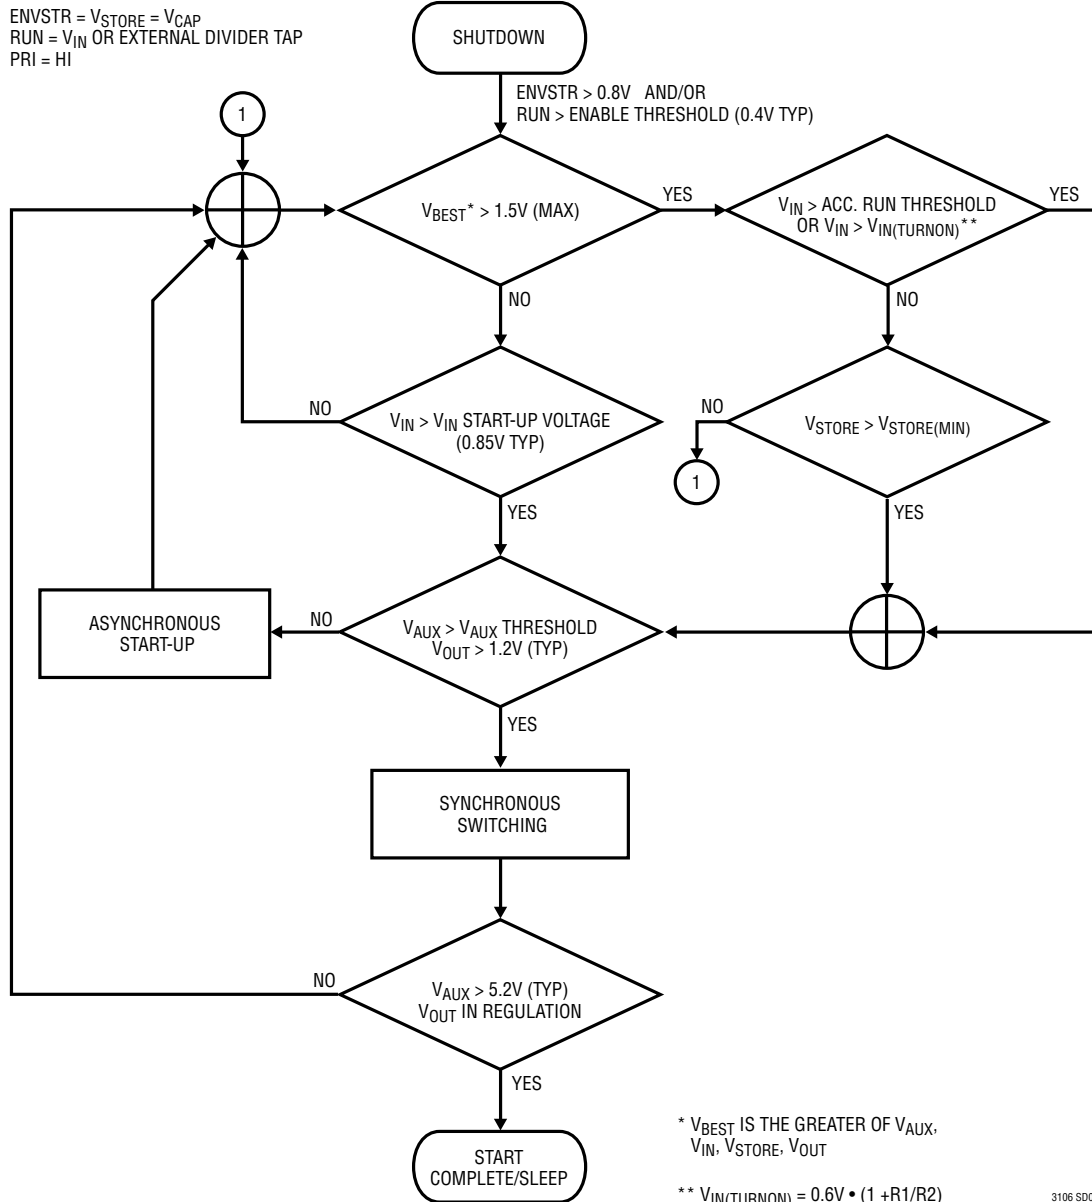 ENVSTR = VSTORE = VCAP
RUN = VIN OR EXTERNAL DIVIDER TAP
PRI = HI
SHUTDOWN
ENVSTR > 0.8V AND/OR
RUN > ENABLE THRESHOLD (0.4V TYP)
1
VBEST* > 1.5V (MAX)
YES
VIN > ACC. RUN THRESHOLD
OR VIN > VIN(TURNON)**
YES
NO
NO
NO
VIN > VIN START-UP VOLTAGE
(0.85V TYP)
NO
VSTORE > VSTORE(MIN)
1
YES
YES
ASYNCHRONOUS
START-UP
NO
VAUX > VAUX THRESHOLD
VOUT > 1.2V (TYP)
YES
SYNCHRONOUS
SWITCHING
NO
VAUX > 5.2V (TYP)
VOUT IN REGULATION
YES
START
COMPLETE/SLEEP
* VBEST IS THE GREATER OF VAUX,
VIN, VSTORE, VOUT
** VIN(TURNON) = 0.6V • (1 +R1/R2)